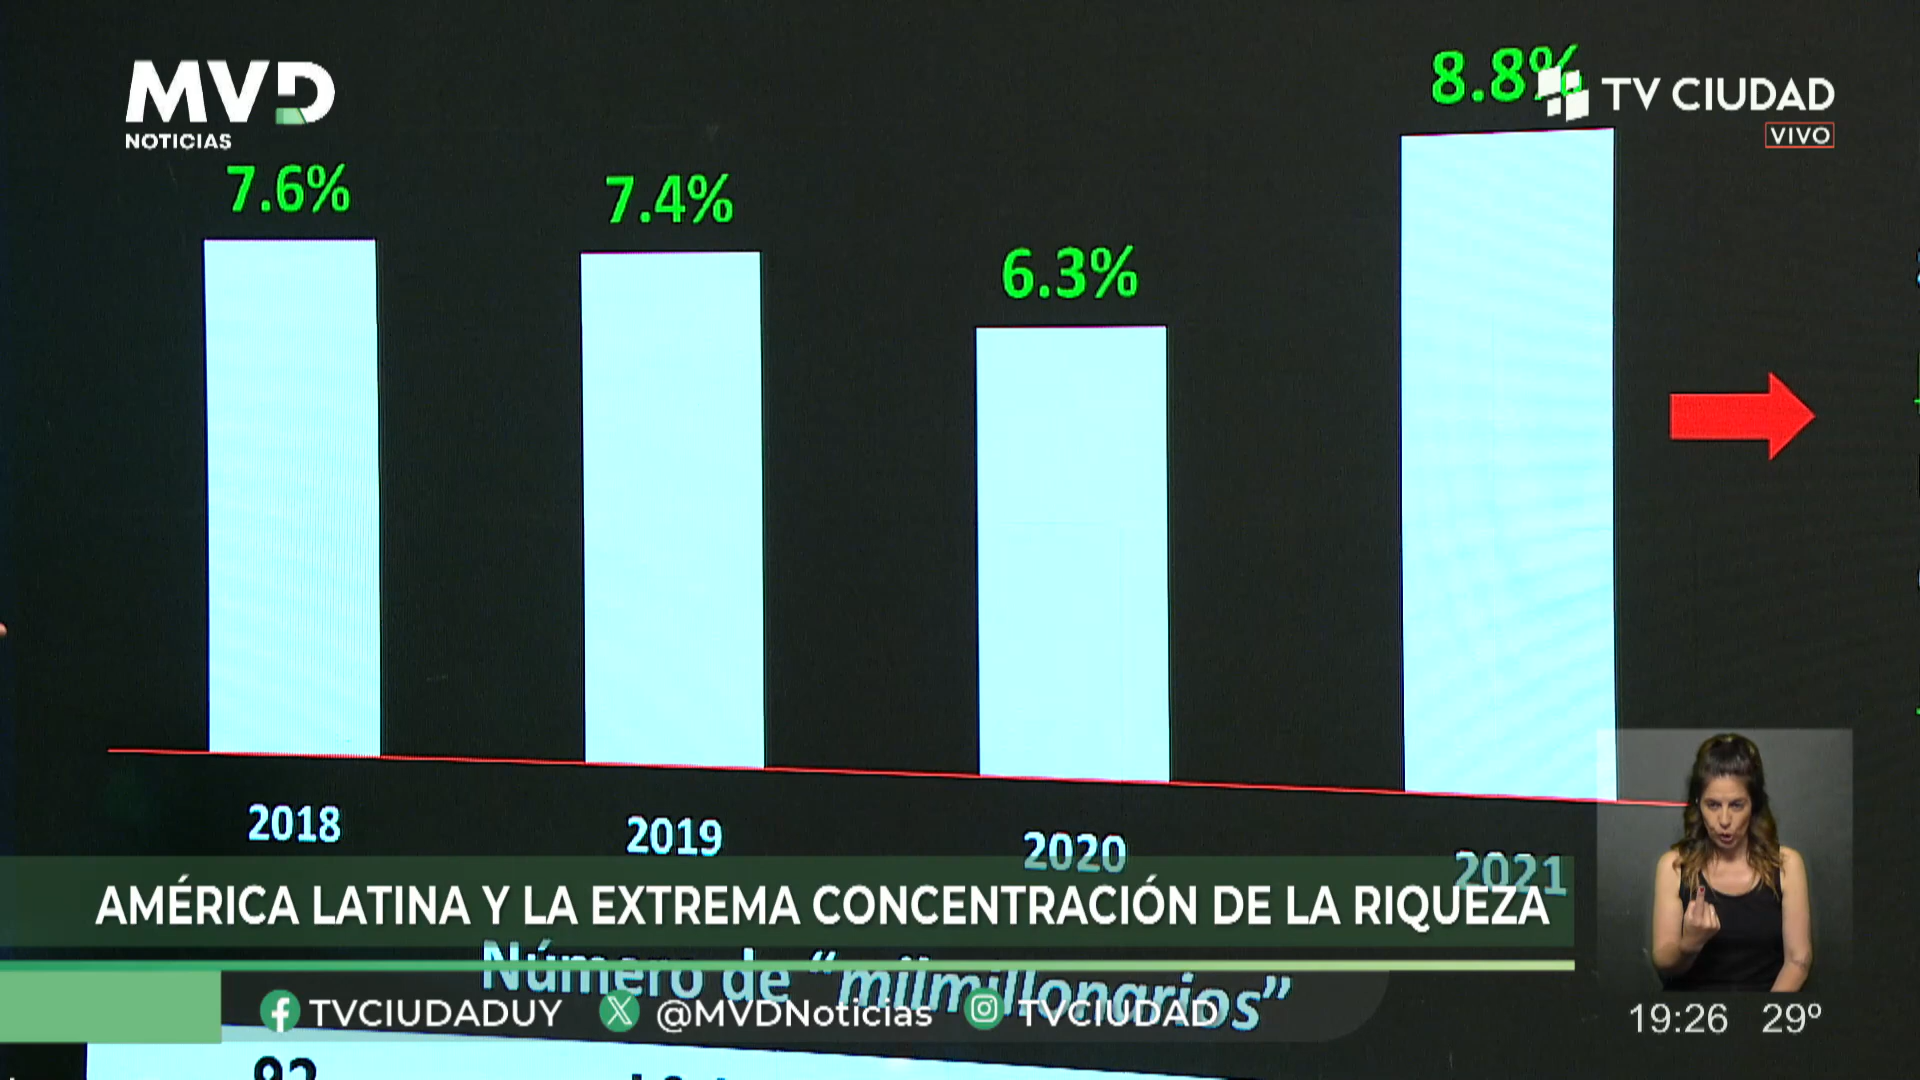 MVD
NOTICIAS
TV CIUDAD
VIVO
7.6%
7.4%
6.3%
8.8%
2018
2019
2020
2021
AMÉRICA LATINA Y LA EXTREMA CONCENTRACIÓN DE LA RIQUEZA
Número de “milmillonarios”
TVCIUDADUY
@MVDNoticias
TVCIUDAD
19:26 29º